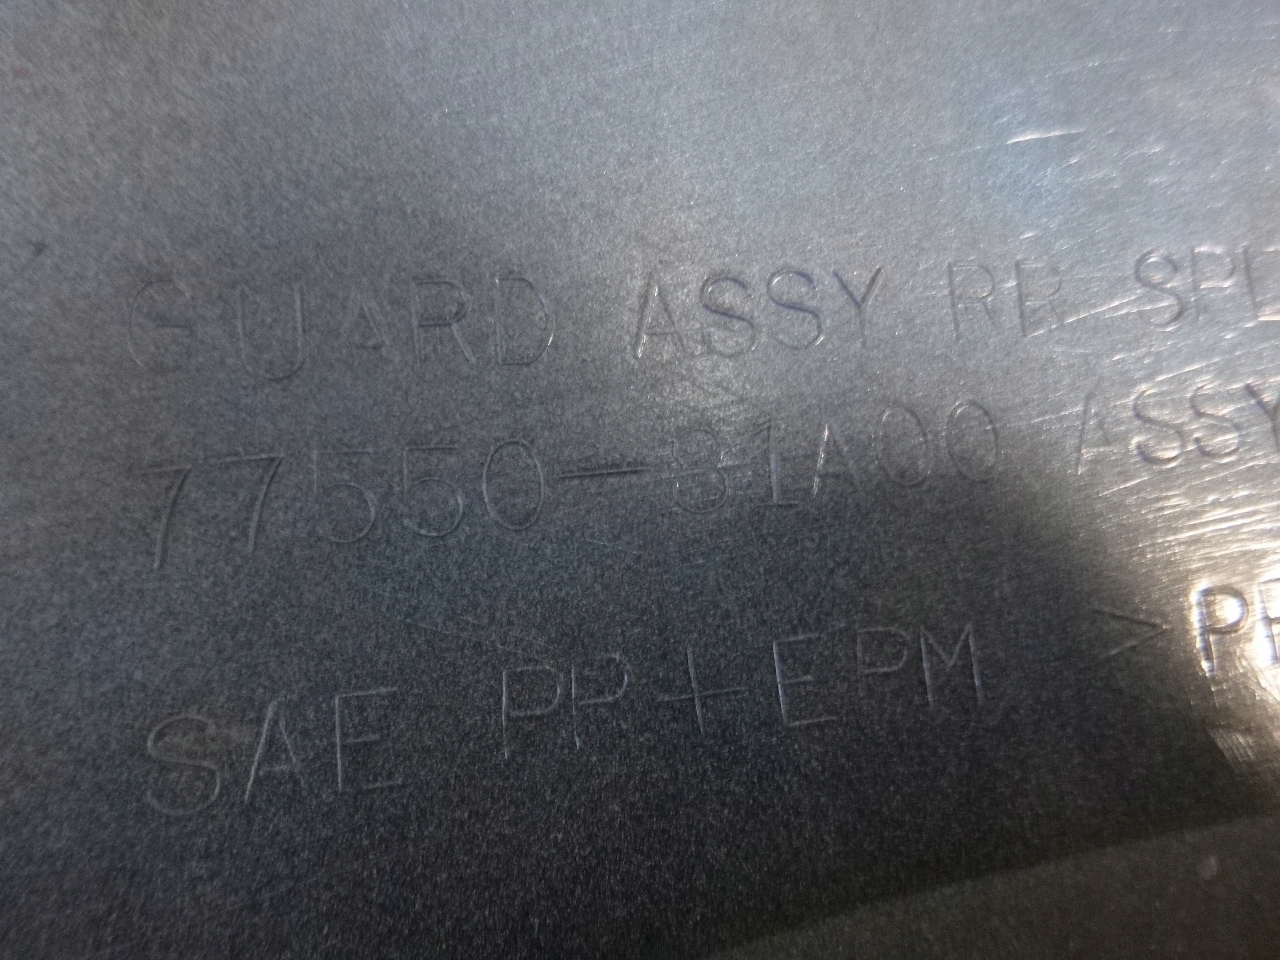 GUARD ASSY RR SPL
77550-81A00 ASSY
SAE PP+EPM >PP